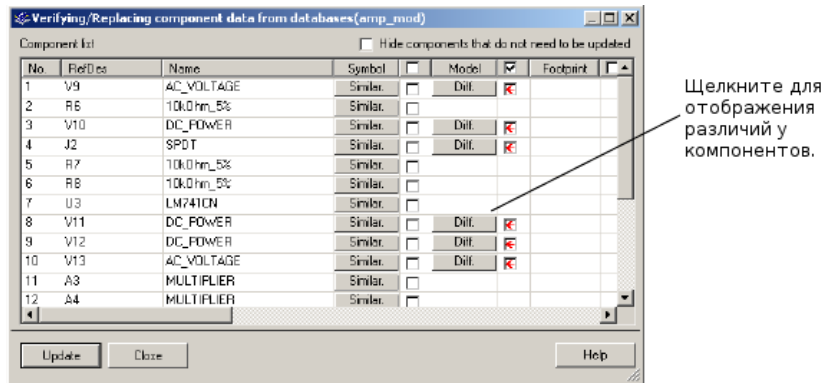 Verifying/Replacing component data from databases(amp_mod)
Component list
Hide components that do not need to be updated
No. RefDes Name Symbol Model Footprint
1 V9 AC_VOLTAGE Similar. Diff.
2 R6 10kOhm_5% Similar.
3 V10 DC_POWER Similar. Diff.
4 J2 SPDT Similar. Diff.
5 R7 10kOhm_5% Similar.
6 R8 10kOhm_5% Similar.
7 U3 LM741CN Similar.
8 V11 DC_POWER Similar. Diff.
9 V12 DC_POWER Similar. Diff.
10 V13 AC_VOLTAGE Similar. Diff.
11 A3 MULTIPLIER Similar.
12 A4 MULTIPLIER Similar.
Update Close Help
Щелкните для
отображения
различий у
компонентов.